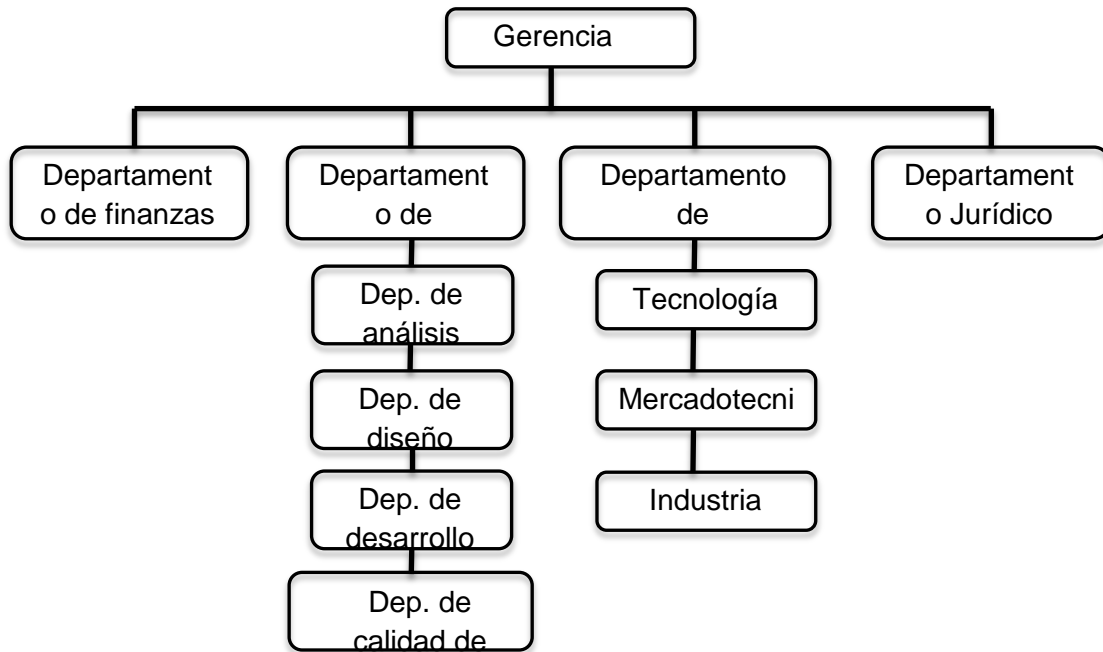 Gerencia
Departament
o de finanzas
Departament
o de
Departamento
de
Departament
o Jurídico
Dep. de
análisis
Tecnología
Dep. de
diseño
Mercadotecni
Dep. de
desarrollo
Industria
Dep. de
calidad de